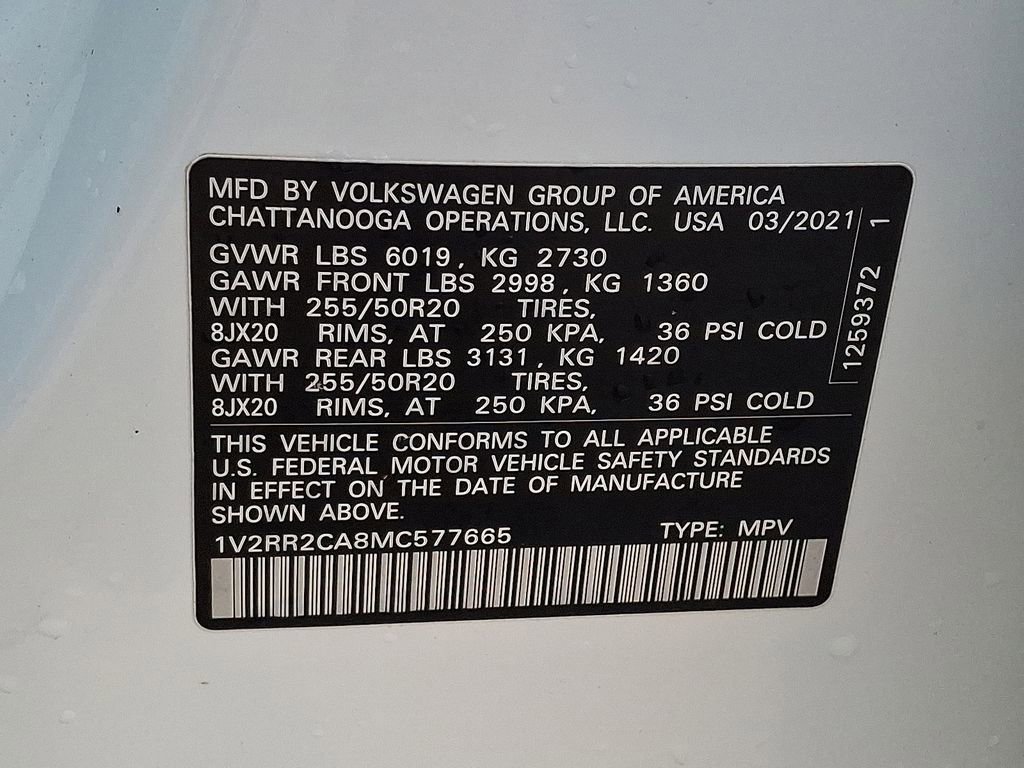 MFD BY VOLKSWAGEN GROUP OF AMERICA
CHATTANOOGA OPERATIONS, LLC. USA 03/2021
GVWR LBS 6019, KG 2730
GAWR FRONT LBS 2998, KG 1360
WITH 255/50R20 TIRES,
8JX20 RIMS, AT 250 KPA, 36 PSI COLD
GAWR REAR LBS 3131, KG 1420
WITH 255/50R20 TIRES,
8JX20 RIMS, AT 250 KPA, 36 PSI COLD
1259372 1
THIS VEHICLE CONFORMS TO ALL APPLICABLE
U.S. FEDERAL MOTOR VEHICLE SAFETY STANDARDS
IN EFFECT ON THE DATE OF MANUFACTURE
SHOWN ABOVE.
1V2RR2CA8MC577665 TYPE: MPV